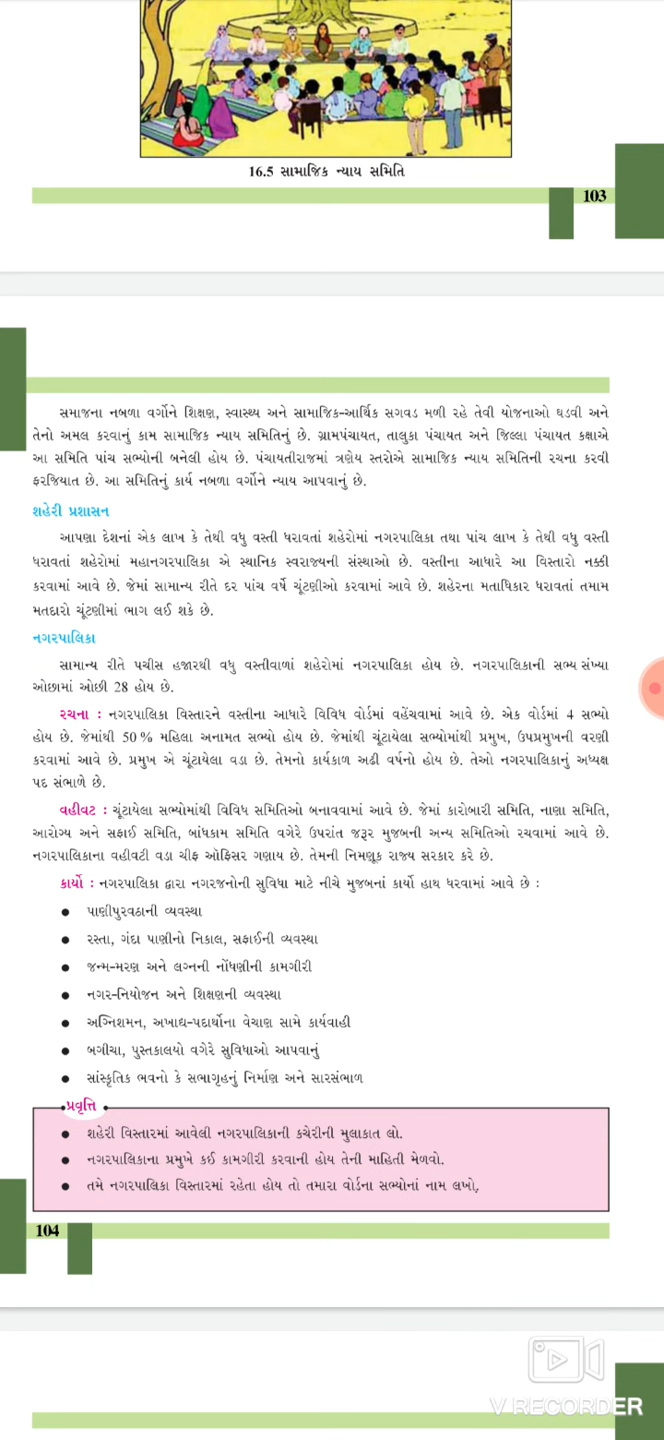 16.5 સામાજિક ન્યાય સમિતિ
103
સમાજના નબળા વર્ગોને શિક્ષણ, સ્વાસ્થ્ય અને સામાજિક-આર્થિક સગવડ મળી રહે તેવી યોજનાઓ ઘડવી અને
તેનો અમલ કરવાનું કામ સામાજિક ન્યાય સમિતિનું છે. ગ્રામપંચાયત, તાલુકા પંચાયત અને જિલ્લા પંચાયત કક્ષાએ
આ સમિતિ પાંચ સભ્યોની બનેલી હોય છે. પંચાયતીરાજમાં ત્રણેય સ્તરોએ સામાજિક ન્યાય સમિતિની રચના કરવી
ફરજિયાત છે. આ સમિતિનું કાર્ય નબળા વર્ગોને ન્યાય આપવાનું છે.
શહેરી પ્રશાસન
આપણા દેશનાં એક લાખ કે તેથી વધુ વસ્તી ધરાવતાં શહેરોમાં નગરપાલિકા તથા પાંચ લાખ કે તેથી વધુ વસ્તી
ધરાવતાં શહેરોમાં મહાનગરપાલિકા એ સ્થાનિક સ્વરાજ્યની સંસ્થાઓ છે. વસ્તીના આધારે આ વિસ્તારો નક્કી
કરવામાં આવે છે. જેમાં સામાન્ય રીતે દર પાંચ વર્ષે ચૂંટણીઓ કરવામાં આવે છે. શહેરના મતાધિકાર ધરાવતાં તમામ
મતદારો ચૂંટણીમાં ભાગ લઈ શકે છે.
નગરપાલિકા
સામાન્ય રીતે પચીસ હજારથી વધુ વસ્તીવાળાં શહેરોમાં નગરપાલિકા હોય છે. નગરપાલિકાની સભ્ય સંખ્યા
ઓછામાં ઓછી 28 હોય છે.
રચના : નગરપાલિકા વિસ્તારને વસ્તીના આધારે વિવિધ વોર્ડમાં વહેંચવામાં આવે છે. એક વોર્ડમાં 4 સભ્યો
હોય છે. જેમાંથી 50 % મહિલા અનામત સભ્યો હોય છે. જેમાંથી ચૂંટાયેલા સભ્યોમાંથી પ્રમુખ, ઉપપ્રમુખની વરણી
કરવામાં આવે છે. પ્રમુખ એ ચૂંટાયેલા વડા છે. તેમનો કાર્યકાળ અઢી વર્ષનો હોય છે. તેઓ નગરપાલિકાનું અધ્યક્ષ
પદ સંભાળે છે.
વહીવટ : ચૂંટાયેલા સભ્યોમાંથી વિવિધ સમિતિઓ બનાવવામાં આવે છે. જેમાં કારોબારી સમિતિ, નાણા સમિતિ,
આરોગ્ય અને સફાઈ સમિતિ, બાંધકામ સમિતિ વગેરે ઉપરાંત જરૂર મુજબની અન્ય સમિતિઓ રચવામાં આવે છે.
નગરપાલિકાના વહીવટી વડા ચીફ ઑફિસર ગણાય છે. તેમની નિમણૂક રાજ્ય સરકાર કરે છે.
કાર્યો : નગરપાલિકા દ્વારા નગરજનોની સુવિધા માટે નીચે મુજબનાં કાર્યો હાથ ધરવામાં આવે છે :
● પાણીપુરવઠાની વ્યવસ્થા
● રસ્તા, ગંદા પાણીનો નિકાલ, સફાઈની વ્યવસ્થા
● જન્મ-મરણ અને લગ્નની નોંધણીની કામગીરી
● નગર-નિયોજન અને શિક્ષણની વ્યવસ્થા
● અગ્નિશમન, અખાદ્ય-પદાર્થોના વેચાણ સામે કાર્યવાહી
● બગીચા, પુસ્તકાલયો વગેરે સુવિધાઓ આપવાનું
● સાંસ્કૃતિક ભવનો કે સભાગૃહનું નિર્માણ અને સારસંભાળ
પ્રવૃત્તિ
● શહેરી વિસ્તારમાં આવેલી નગરપાલિકાની કચેરીની મુલાકાત લો.
● નગરપાલિકાના પ્રમુખે કઈ કામગીરી કરવાની હોય તેની માહિતી મેળવો.
● તમે નગરપાલિકા વિસ્તારમાં રહેતા હોય તો તમારા વોર્ડના સભ્યોનાં નામ લખો.
104
V RECORDER